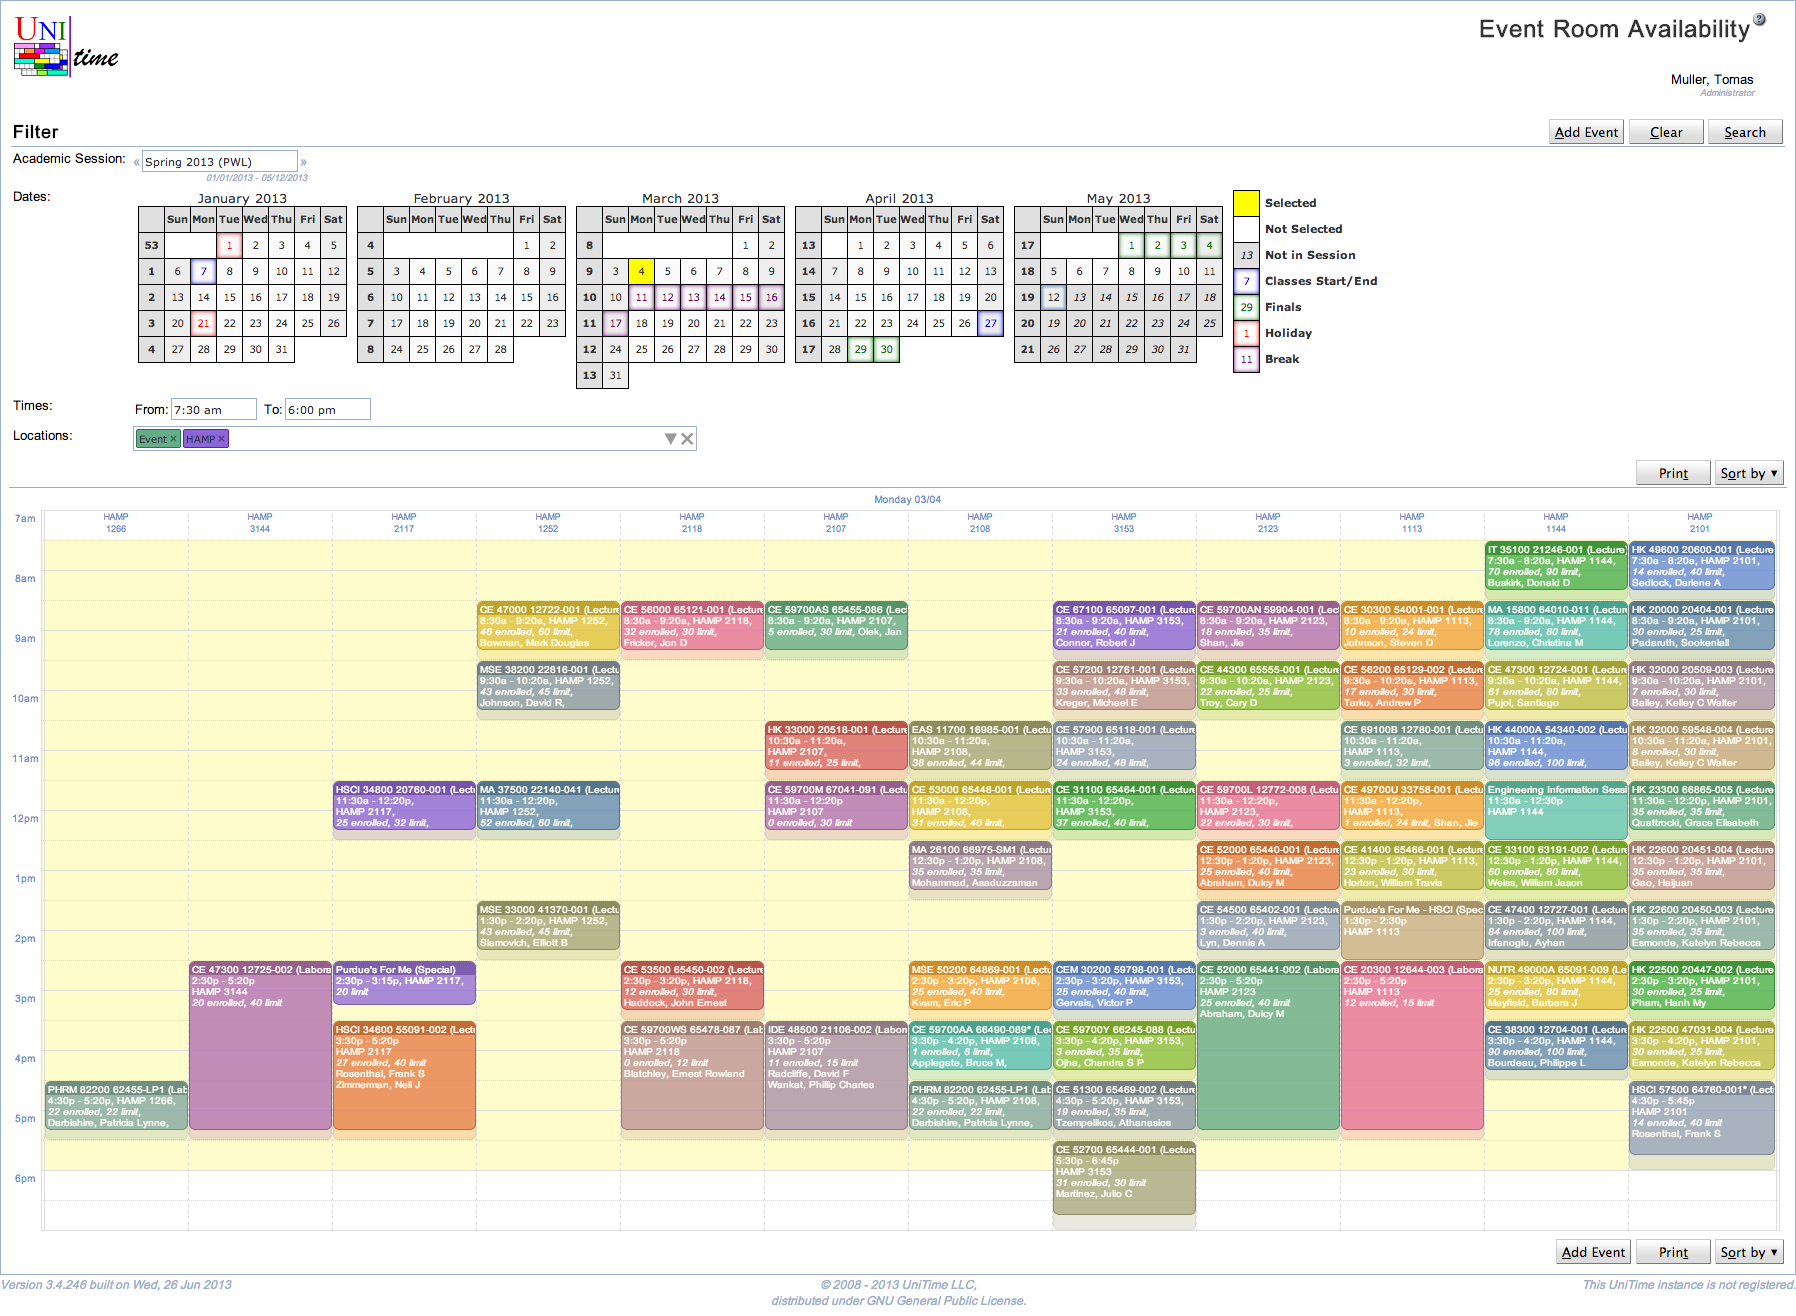 UNI
time
Event Room Availability
Muller, Tomas
Administrator
Filter
Add Event Clear Search
Academic Session: « Spring 2013 (PWL) »
01/01/2013 - 05/12/2013
Dates:
January 2013
Sun Mon Tue Wed Thu Fri Sat
53 1 2 3 4 5
1 6 7 8 9 10 11 12
2 13 14 15 16 17 18 19
3 20 21 22 23 24 25 26
4 27 28 29 30 31
February 2013
Sun Mon Tue Wed Thu Fri Sat
4 1 2
5 3 4 5 6 7 8 9
6 10 11 12 13 14 15 16
7 17 18 19 20 21 22 23
8 24 25 26 27 28
March 2013
Sun Mon Tue Wed Thu Fri Sat
8 1 2
9 3 4 5 6 7 8 9
10 10 11 12 13 14 15 16
11 17 18 19 20 21 22 23
12 24 25 26 27 28 29 30
13 31
April 2013
Sun Mon Tue Wed Thu Fri Sat
13 1 2 3 4 5 6
14 7 8 9 10 11 12 13
15 14 15 16 17 18 19 20
16 21 22 23 24 25 26 27
17 28 29 30
May 2013
Sun Mon Tue Wed Thu Fri Sat
17 1 2 3 4
18 5 6 7 8 9 10 11
19 12 13 14 15 16 17 18
20 19 20 21 22 23 24 25
21 26 27 28 29 30 31
Selected
Not Selected
13 Not in Session
7 Classes Start/End
29 Finals
1 Holiday
11 Break
Times:
From: 7:30 am To: 6:00 pm
Locations:
Event × HAMP ×
Print Sort by ▼
Monday 03/04
7am
8am
9am
10am
11am
12pm
1pm
2pm
3pm
4pm
5pm
6pm
HAMP
1266
PHRM 82200 62455-LP1 (Lab
4:30p - 5:20p, HAMP 1266,
22 enrolled, 22 limit,
Darbishire, Patricia Lynne,
HAMP
3144
CE 47300 12725-002 (Labora
2:30p - 5:20p
HAMP 3144
20 enrolled, 40 limit
HAMP
2117
HSCI 34800 20760-001 (Lect
11:30a - 12:20p,
HAMP 2117,
25 enrolled, 32 limit,
Purdue's For Me (Special)
2:30p - 3:15p, HAMP 2117,
20 limit
HSCI 34600 55091-002 (Lect
3:30p - 5:20p
HAMP 2117
27 enrolled, 40 limit
Rosenthal, Frank S
Zimmerman, Neil J
HAMP
1252
CE 47000 12722-001 (Lecture
8:30a - 9:20a, HAMP 1252,
46 enrolled, 60 limit,
Bowman, Mark Douglas
MSE 38200 22816-001 (Lectu
9:30a - 10:20a, HAMP 1252,
43 enrolled, 45 limit,
Johnson, David R,
MA 37500 22140-041 (Lectur
11:30a - 12:20p,
HAMP 1252,
52 enrolled, 60 limit,
MSE 33000 41370-001 (Lectu
1:30p - 2:20p, HAMP 1252,
43 enrolled, 45 limit,
Slamovich, Elliott B
HAMP
2118
CE 56000 65121-001 (Lecture
8:30a - 9:20a, HAMP 2118,
32 enrolled, 30 limit,
Fricker, Jon D
CE 53500 65450-002 (Lecture
2:30p - 3:20p, HAMP 2118,
12 enrolled, 30 limit,
Haddock, John Ernest
CE 59700WS 65478-087 (Lab
3:30p - 5:20p
HAMP 2118
0 enrolled, 12 limit
Blatchley, Ernest Rowland
HAMP
2107
CE 59700AS 65455-086 (Lec
8:30a - 9:20a, HAMP 2107,
5 enrolled, 30 limit, Olek, Jan
HK 33000 20518-001 (Lecture
10:30a - 11:20a,
HAMP 2107,
11 enrolled, 25 limit,
CE 59700M 67041-091 (Lectu
11:30a - 12:20p
HAMP 2107
0 enrolled, 30 limit
IDE 48500 21106-002 (Labora
3:30p - 5:20p
HAMP 2107
11 enrolled, 15 limit
Radcliffe, David F
Wankat, Phillip Charles
HAMP
2108
EAS 11700 16985-001 (Lectu
10:30a - 11:20a,
HAMP 2108,
38 enrolled, 44 limit,
CE 53000 65448-001 (Lecture
11:30a - 12:20p,
HAMP 2108,
31 enrolled, 40 limit,
MA 26100 66975-SM1 (Lectur
12:30p - 1:20p, HAMP 2108,
35 enrolled, 35 limit,
Mohammad, Asaduzzaman
MSE 50200 64869-001 (Lectu
2:30p - 3:20p, HAMP 2108,
25 enrolled, 40 limit,
Kvam, Eric P
CE 59700AA 66490-089* (Lec
3:30p - 4:20p, HAMP 2108,
1 enrolled, 6 limit,
Applegate, Bruce M,
PHRM 82200 62455-LP1 (Lab
4:30p - 5:20p, HAMP 2108,
22 enrolled, 22 limit,
Darbishire, Patricia Lynne,
HAMP
3153
CE 67100 65097-001 (Lecture
8:30a - 9:20a, HAMP 3153,
21 enrolled, 40 limit,
Connor, Robert J
CE 57200 12761-001 (Lecture
9:30a - 10:20a, HAMP 3153,
33 enrolled, 48 limit,
Kreger, Michael E
CE 57900 65118-001 (Lecture
10:30a - 11:20a,
HAMP 3153,
24 enrolled, 48 limit,
CE 31100 65464-001 (Lecture
11:30a - 12:20p,
HAMP 3153,
37 enrolled, 40 limit,
CEM 30200 59798-001 (Lectu
2:30p - 3:20p, HAMP 3153,
25 enrolled, 40 limit,
Gervais, Victor P
CE 59700Y 66245-088 (Lectu
3:30p - 4:20p, HAMP 3153,
3 enrolled, 35 limit,
Ojha, Chandra S P
CE 51300 65469-002 (Lecture
4:30p - 5:20p, HAMP 3153,
19 enrolled, 35 limit,
Tzempelikos, Athanasios
CE 52700 65444-001 (Lecture
5:30p - 6:45p
HAMP 3153
31 enrolled, 30 limit
Martinez, Julio C
HAMP
2123
CE 59700AN 59904-001 (Lect
8:30a - 9:20a, HAMP 2123,
18 enrolled, 35 limit,
Shan, Jie
CE 44300 65555-001 (Lecture
9:30a - 10:20a, HAMP 2123,
22 enrolled, 25 limit,
Troy, Cary D
CE 59700L 12772-008 (Lectu
11:30a - 12:20p,
HAMP 2123,
22 enrolled, 30 limit,
CE 52000 65440-001 (Lecture
12:30p - 1:20p, HAMP 2123,
25 enrolled, 40 limit,
Abraham, Dulcy M
CE 54500 65402-001 (Lecture
1:30p - 2:20p, HAMP 2123,
3 enrolled, 40 limit,
Lyn, Dennis A
CE 52000 65441-002 (Labora
2:30p - 5:20p
HAMP 2123
25 enrolled, 40 limit
Abraham, Dulcy M
HAMP
1113
CE 30300 54001-001 (Lecture
8:30a - 9:20a, HAMP 1113,
10 enrolled, 24 limit,
Johnson, Steven D
CE 56200 65129-002 (Lecture
9:30a - 10:20a, HAMP 1113,
17 enrolled, 30 limit,
Tarko, Andrew P
CE 69100B 12780-001 (Lectu
10:30a - 11:20a,
HAMP 1113,
3 enrolled, 32 limit,
CE 49700U 33758-001 (Lectu
11:30a - 12:20p,
HAMP 1113,
1 enrolled, 24 limit, Shan, Jie
CE 41400 65466-001 (Lecture
12:30p - 1:20p, HAMP 1113,
23 enrolled, 30 limit,
Horton, William Travis
Purdue's For Me - HSCI (Spec
1:30p - 2:30p
HAMP 1113
CE 20300 12644-003 (Labora
2:30p - 5:20p
HAMP 1113
12 enrolled, 15 limit
HAMP
1144
IT 35100 21246-001 (Lecture)
7:30a - 8:20a, HAMP 1144,
70 enrolled, 90 limit,
Buskirk, Donald D
MA 15800 64010-011 (Lectur
8:30a - 9:20a, HAMP 1144,
78 enrolled, 80 limit,
Lorenzo, Christina M
CE 47300 12724-001 (Lecture
9:30a - 10:20a, HAMP 1144,
61 enrolled, 80 limit,
Pujol, Santiago
HK 44000A 54340-002 (Lectu
10:30a - 11:20a,
HAMP 1144,
96 enrolled, 100 limit,
Engineering Information Sessi
11:30a - 12:30p
HAMP 1144
CE 33100 63191-002 (Lecture
12:30p - 1:20p, HAMP 1144,
80 enrolled, 80 limit,
Weiss, William Jason
CE 47400 12727-001 (Lecture
1:30p - 2:20p, HAMP 1144,
84 enrolled, 100 limit,
Irfanoglu, Ayhan
NUTR 49000A 65091-009 (Le
2:30p - 3:20p, HAMP 1144,
25 enrolled, 80 limit,
Mayfield, Barbara J
CE 38300 12704-001 (Lecture
3:30p - 4:20p, HAMP 1144,
90 enrolled, 100 limit,
Bourdeau, Philippe L
HAMP
2101
HK 49600 20600-001 (Lecture
7:30a - 8:20a, HAMP 2101,
14 enrolled, 40 limit,
Sedlock, Darlene A
HK 20000 20404-001 (Lecture
8:30a - 9:20a, HAMP 2101,
30 enrolled, 25 limit,
Padaruth, Sookenlall
HK 32000 20509-003 (Lecture
9:30a - 10:20a, HAMP 2101,
7 enrolled, 30 limit,
Bailey, Kelley C Walter
HK 32000 59548-004 (Lecture
10:30a - 11:20a, HAMP 2101,
8 enrolled, 30 limit,
Bailey, Kelley C Walter
HK 23300 66865-005 (Lecture
11:30a - 12:20p, HAMP 2101,
35 enrolled, 35 limit,
Quattrocki, Grace Elisabeth
HK 22600 20451-004 (Lecture
12:30p - 1:20p, HAMP 2101,
35 enrolled, 35 limit,
Gao, Haijuan
HK 22600 20450-003 (Lecture
1:30p - 2:20p, HAMP 2101,
35 enrolled, 35 limit,
Esmonde, Katelyn Rebecca
HK 22500 20447-002 (Lecture
2:30p - 3:20p, HAMP 2101,
30 enrolled, 25 limit,
Pham, Hanh My
HK 22500 47031-004 (Lecture
3:30p - 4:20p, HAMP 2101,
30 enrolled, 25 limit,
Esmonde, Katelyn Rebecca
HSCI 57500 64760-001* (Lect
4:30p - 5:45p
HAMP 2101
14 enrolled, 40 limit
Rosenthal, Frank S
Add Event Print Sort by ▼
Version 3.4.246 built on Wed, 26 Jun 2013
© 2008 - 2013 UniTime LLC,
distributed under GNU General Public License.
This UniTime instance is not registered.